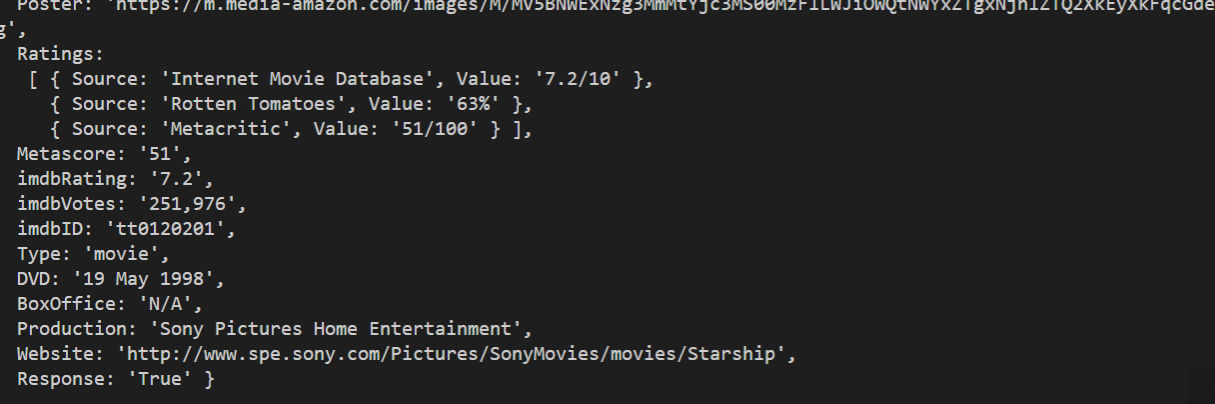 Poster: 'https://m.media-amazon.com/images/M/
g',
Ratings:
[ { Source: 'Internet Movie Database', Value: '7.2/10' },
{ Source: 'Rotten Tomatoes', Value: '63%' },
{ Source: 'Metacritic', Value: '51/100' } ],
Metascore: '51',
imdbRating: '7.2',
imdbVotes: '251,976',
imdbID: 'tt0120201',
Type: 'movie',
DVD: '19 May 1998',
BoxOffice: 'N/A',
Production: 'Sony Pictures Home Entertainment',
Website: 'http://www.spe.sony.com/Pictures/SonyMovies/movies/Starship',
Response: 'True' }